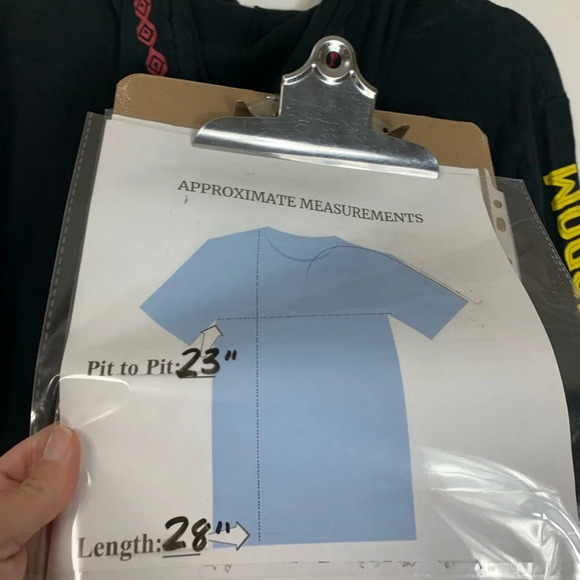 APPROXIMATE MEASUREMENTS
Pit to Pit: 23"
Length: 28"